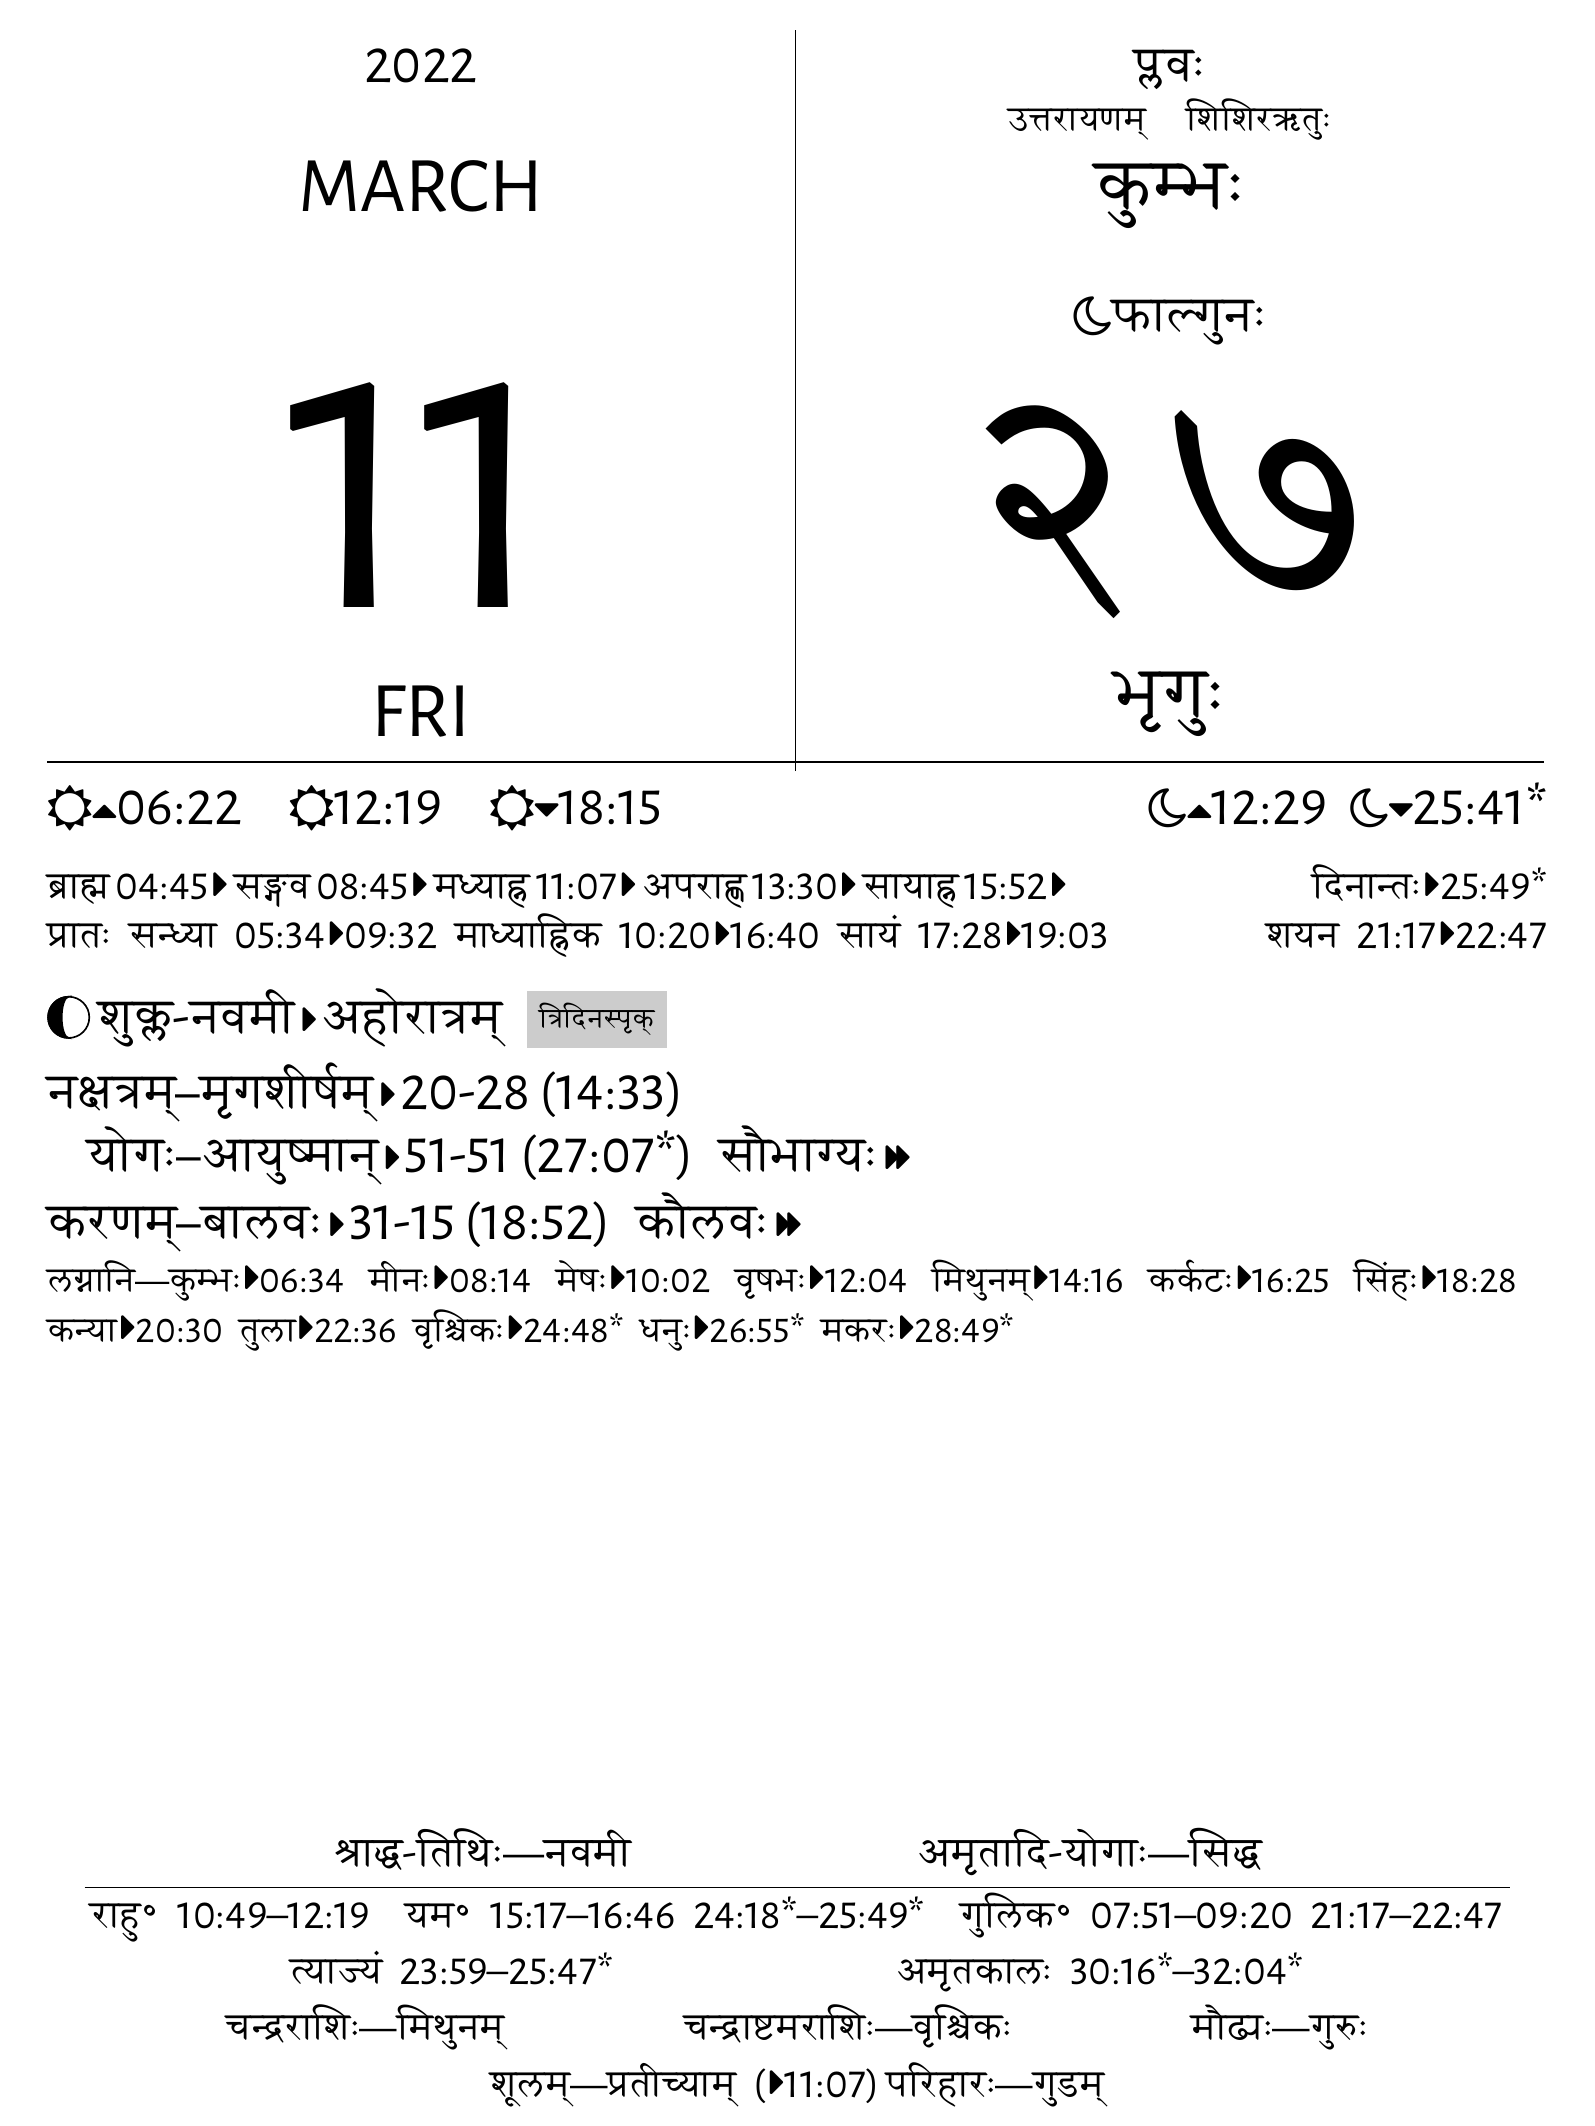 2022
MARCH
11
FRI
प्लवः
उत्तरायणम् शिशिरऋतुः
कुम्भः
फाल्गुनः
२७
भृगुः
06:22 12:19 18:15 12:29 25:41*
ब्राह्म 04:45 सङ्गव 08:45 मध्याह्न 11:07 अपराह्ण 13:30 सायाह्न 15:52 दिनान्तः 25:49*
प्रातः सन्ध्या 05:34 09:32 माध्याह्निक 10:20 16:40 सायं 17:28 19:03 शयन 21:17 22:47
शुक्ल-नवमी अहोरात्रम् त्रिदिनस्पृक्
नक्षत्रम्–मृगशीर्षम् 20-28 (14:33)
योगः–आयुष्मान् 51-51 (27:07*) सौभाग्यः
करणम्–बालवः 31-15 (18:52) कौलवः
लग्नानि—कुम्भः 06:34 मीनः 08:14 मेषः 10:02 वृषभः 12:04 मिथुनम् 14:16 कर्कटः 16:25 सिंहः 18:28
कन्या 20:30 तुला 22:36 वृश्चिकः 24:48* धनुः 26:55* मकरः 28:49*
श्राद्ध-तिथिः—नवमी अमृतादि-योगाः—सिद्ध
राहु॰ 10:49–12:19 यम॰ 15:17–16:46 24:18*–25:49* गुलिक॰ 07:51–09:20 21:17–22:47
त्याज्यं 23:59–25:47* अमृतकालः 30:16*–32:04*
चन्द्रराशिः—मिथुनम् चन्द्राष्टमराशिः—वृश्चिकः मौढ्यः—गुरुः
शूलम्—प्रतीच्याम् (11:07) परिहारः—गुडम्